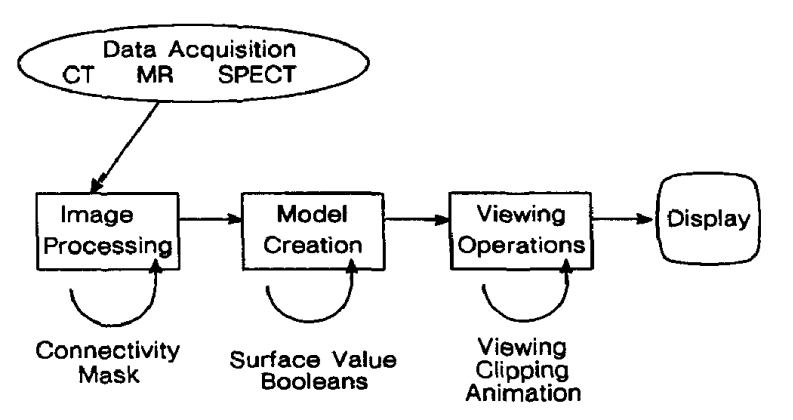 Data Acquisition
CT MR SPECT
Image
Processing
Model
Creation
Viewing
Operations
Display
Connectivity
Mask
Surface Value
Booleans
Viewing
Clipping
Animation